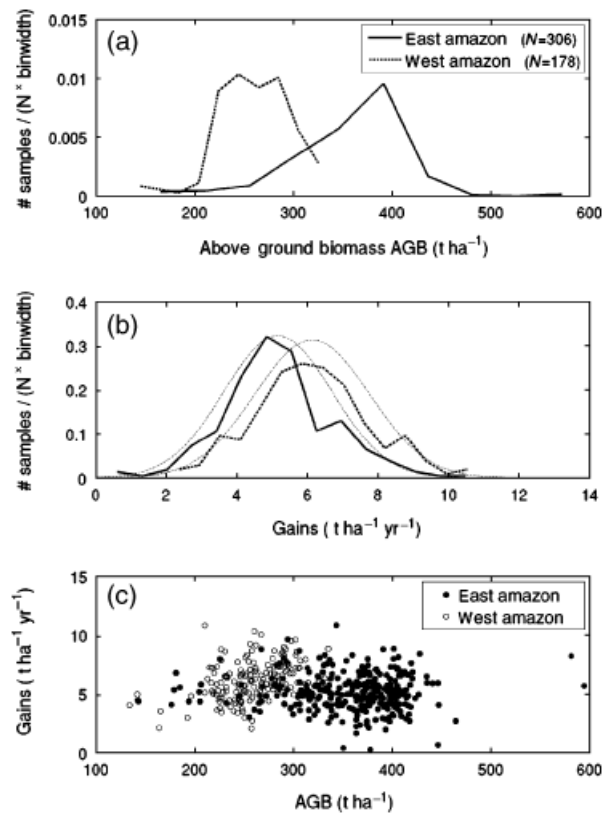 (a)
East amazon (N=306)
West amazon (N=178)
# samples / (N* binwidth)
0.015
0.01
0.005
0
100 200 300 400 500 600
Above ground biomass AGB (t ha⁻¹)
(b)
# samples / (N* binwidth)
0.4
0.3
0.2
0.1
0
0 2 4 6 8 10 12 14
Gains ( t ha⁻¹ yr⁻¹)
(c)
East amazon
West amazon
Gains (t ha⁻¹ yr⁻¹)
15
10
5
0
100 200 300 400 500 600
AGB (t ha⁻¹)